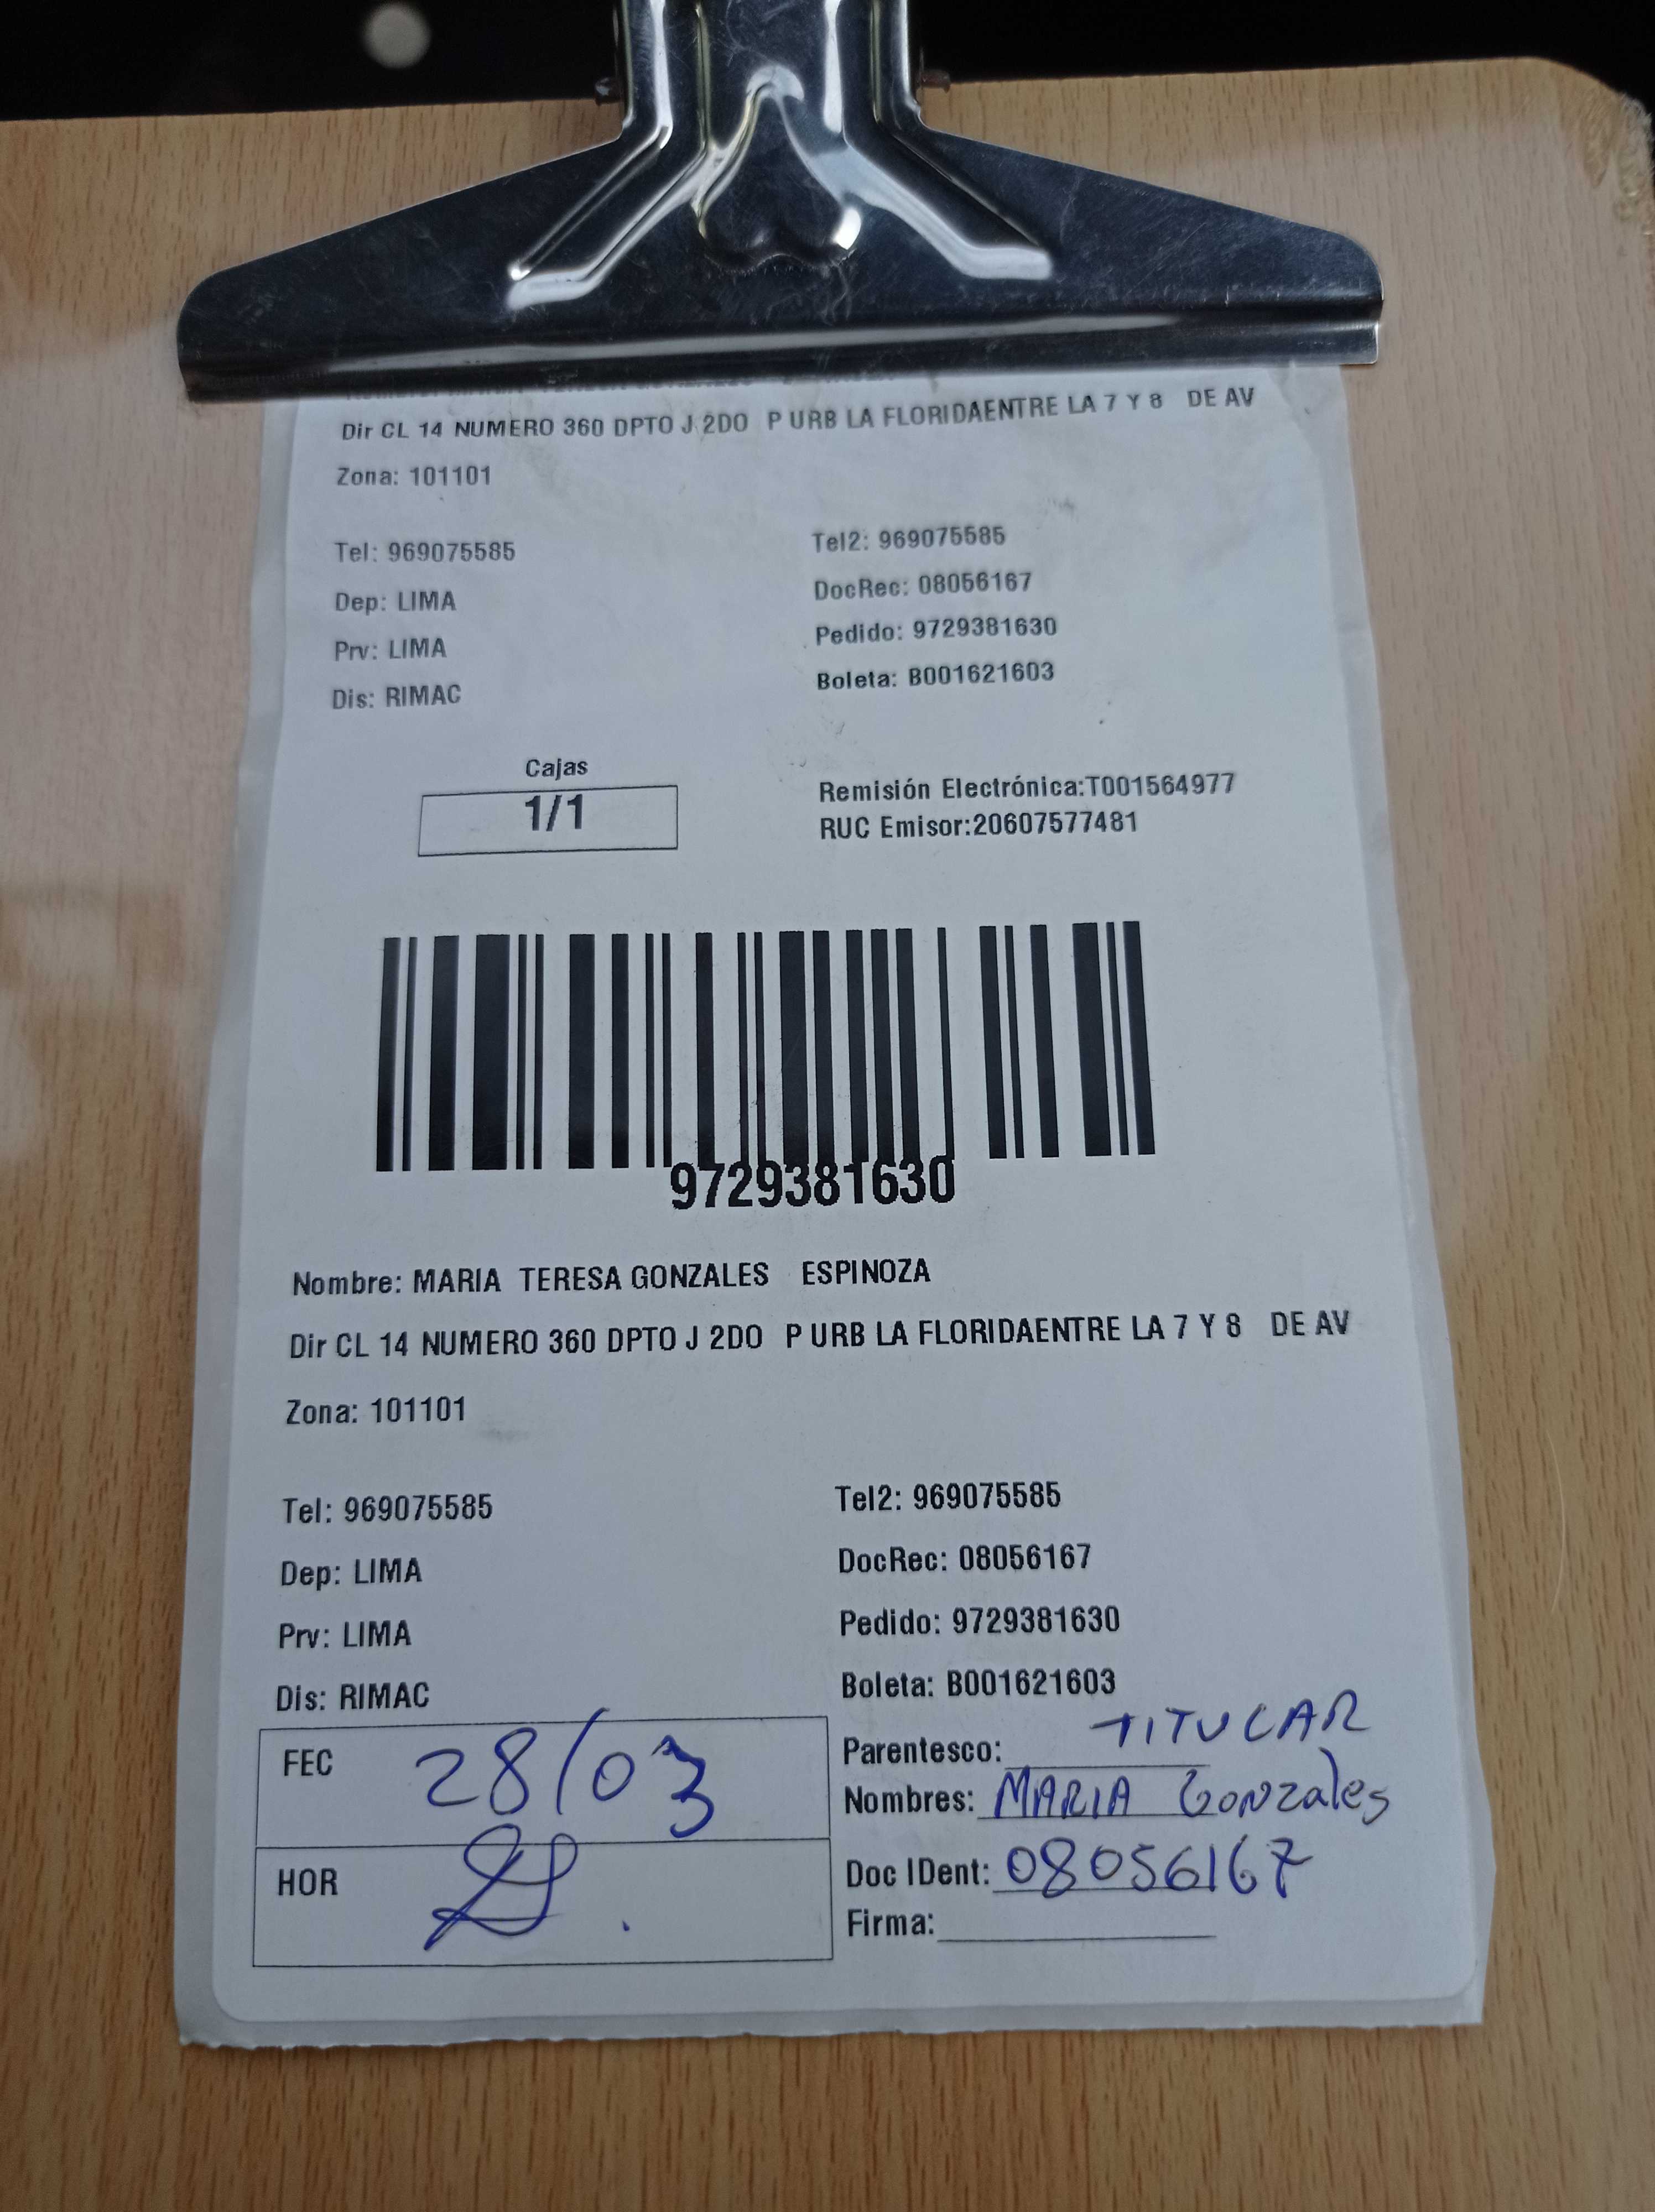 Dir CL 14 NUMERO 360 DPTO J 2DO P URB LA FLORIDAENTRE LA 7 Y 8 DE AV
Zona: 101101
Tel: 969075585
Tel2: 969075585
DocRec: 08056167
Dep: LIMA
Pedido: 9729381630
Prv: LIMA
Boleta: B001621603
Dis: RIMAC
Cajas
1/1
Remisión Electrónica:T001564977
RUC Emisor:20607577481
9729381630
Nombre: MARIA TERESA GONZALES ESPINOZA
Dir CL 14 NUMERO 360 DPTO J 2DO P URB LA FLORIDAENTRE LA 7 Y 8 DE AV
Zona: 101101
Tel: 969075585
Tel2: 969075585
Dep: LIMA
DocRec: 08056167
Prv: LIMA
Pedido: 9729381630
Dis: RIMAC
Boleta: B001621603
FEC 28/03
Parentesco: TITULAR
Nombres: MARIA Gonzales
HOR
Doc IDent: 08056167
Firma: